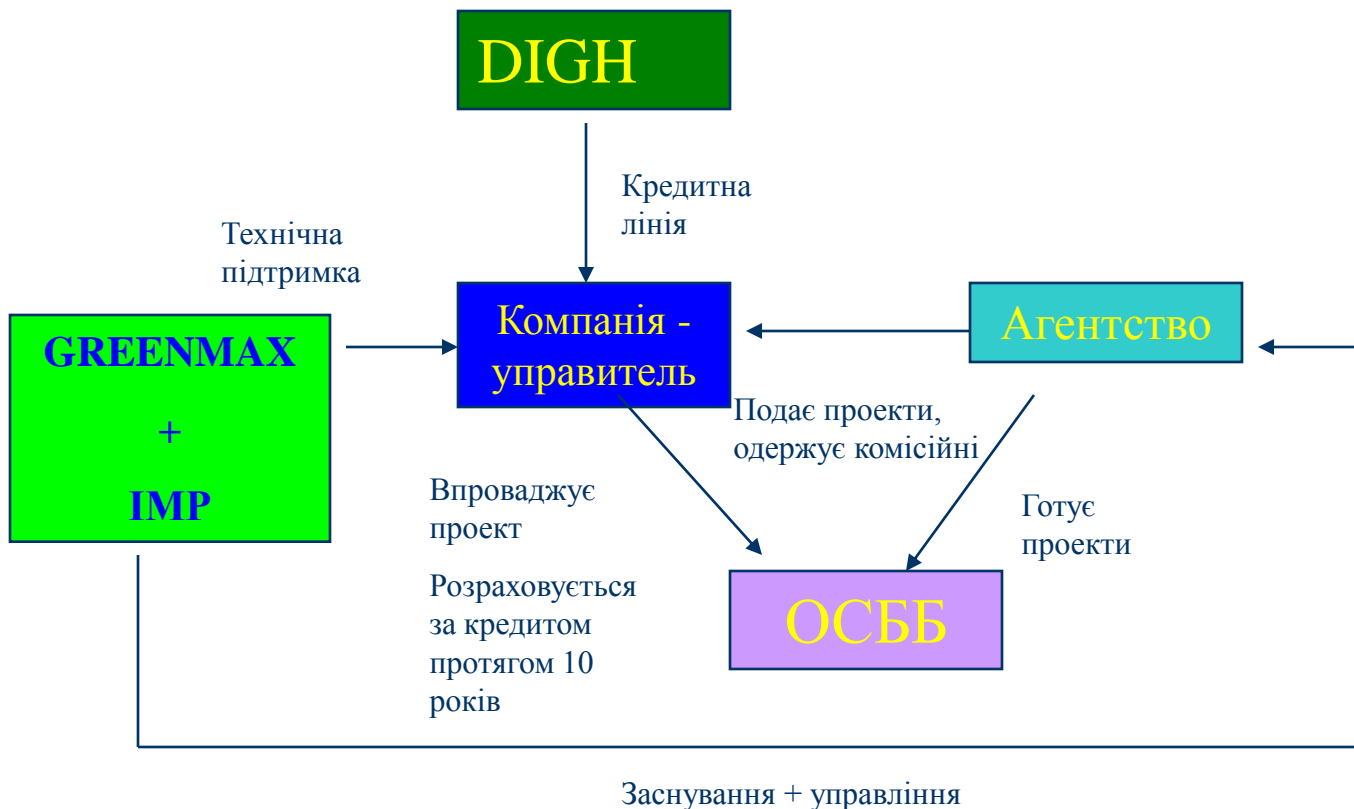 DIGH
Кредитна
лінія
Технічна
підтримка
Компанія -
управитель
Агентство
GREENMAX
+
IMP
Подає проекти,
одержує комісійні
Впроваджує
проект
Готує
проекти
Розраховується
за кредитом
протягом 10
років
ОСББ
Заснування + управління